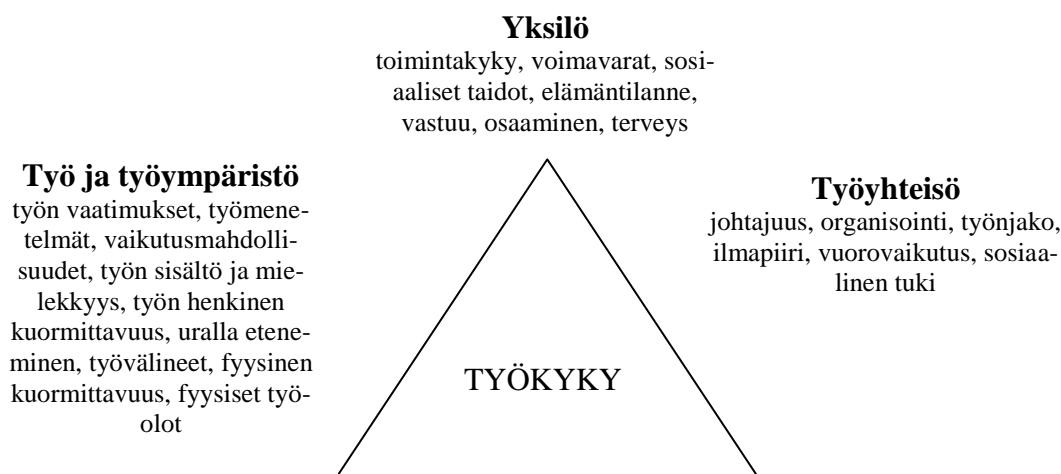 Yksilö
toimintakyky, voimavarat, sosi-
aaliset taidot, elämäntilanne,
vastuu, osaaminen, terveys
Työ ja työympäristö
työn vaatimukset, työmene-
telmät, vaikutusmahdolli-
suudet, työn sisältö ja mie-
lekkyys, työn henkinen
kuormittavuus, uralla etene-
minen, työvälineet, fyysinen
kuormittavuus, fyysiset työ-
olot
Työyhteisö
johtajuus, organisointi, työnjako,
ilmapiiri, vuorovaikutus, sosiaa-
linen tuki
TYÖKYKY